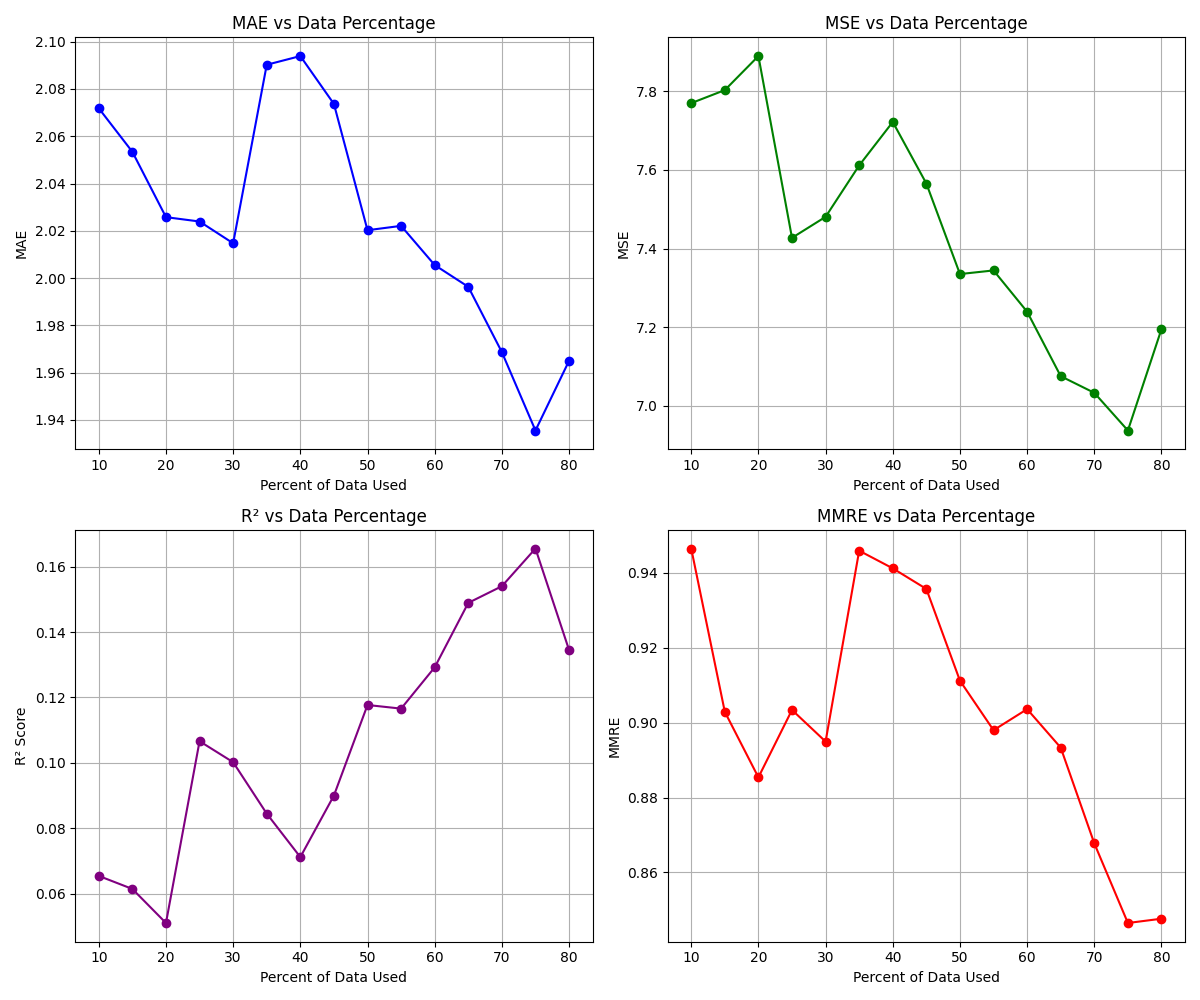 MAE vs Data Percentage
2.10
2.08
2.06
2.04
2.02
2.00
1.98
1.96
1.94
MAE
10 20 30 40 50 60 70 80
Percent of Data Used
MSE vs Data Percentage
7.8
7.6
7.4
7.2
7.0
MSE
10 20 30 40 50 60 70 80
Percent of Data Used
R² vs Data Percentage
0.16
0.14
0.12
0.10
0.08
0.06
R² Score
10 20 30 40 50 60 70 80
Percent of Data Used
MMRE vs Data Percentage
0.94
0.92
0.90
0.88
0.86
MMRE
10 20 30 40 50 60 70 80
Percent of Data Used